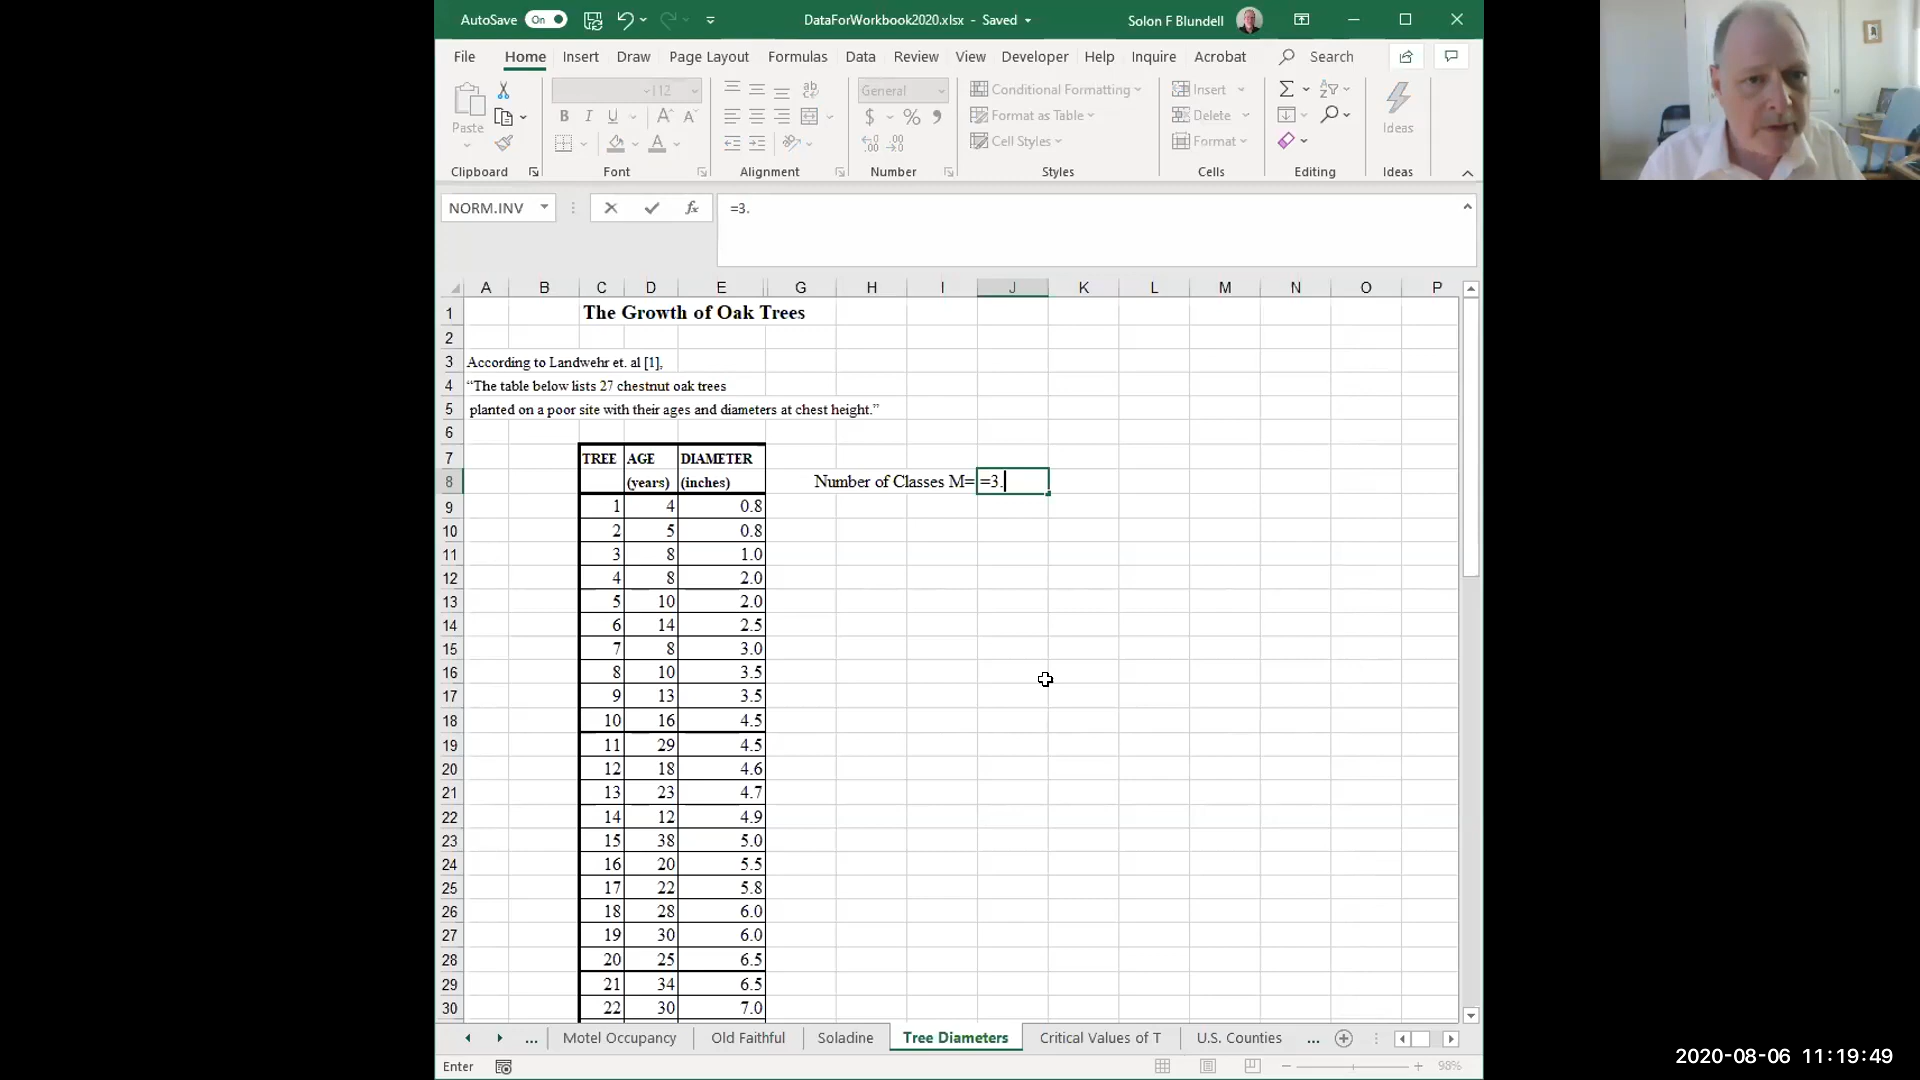 AutoSave On DataForWorkbook2020.xlsx - Saved Solon F Blundell
File Home Insert Draw Page Layout Formulas Data Review View Developer Help Inquire Acrobat Search
Paste
12
B I U A A
A
ab
General
$ % 9
.00
.00
Conditional Formatting
Format as Table
Cell Styles
Insert
Delete
Format
Σ
Ideas
Clipboard Font Alignment Number Styles Cells Editing Ideas
NORM.INV fx =3.
A B C D E G H I J K L M N O P
1 The Growth of Oak Trees
2
3 According to Landwehr et. al [1],
4 “The table below lists 27 chestnut oak trees
5 planted on a poor site with their ages and diameters at chest height.”
6
7 TREE AGE DIAMETER
8 (years) (inches) Number of Classes M= =3.
9 1 4 0.8
10 2 5 0.8
11 3 8 1.0
12 4 8 2.0
13 5 10 2.0
14 6 14 2.5
15 7 8 3.0
16 8 10 3.5
17 9 13 3.5
18 10 16 4.5
19 11 29 4.5
20 12 18 4.6
21 13 23 4.7
22 14 12 4.9
23 15 38 5.0
24 16 20 5.5
25 17 22 5.8
26 18 28 6.0
27 19 30 6.0
28 20 25 6.5
29 21 34 6.5
30 22 30 7.0
... Motel Occupancy Old Faithful Soladine Tree Diameters Critical Values of T U.S. Counties ...
Enter 98%
2020-08-06 11:19:49